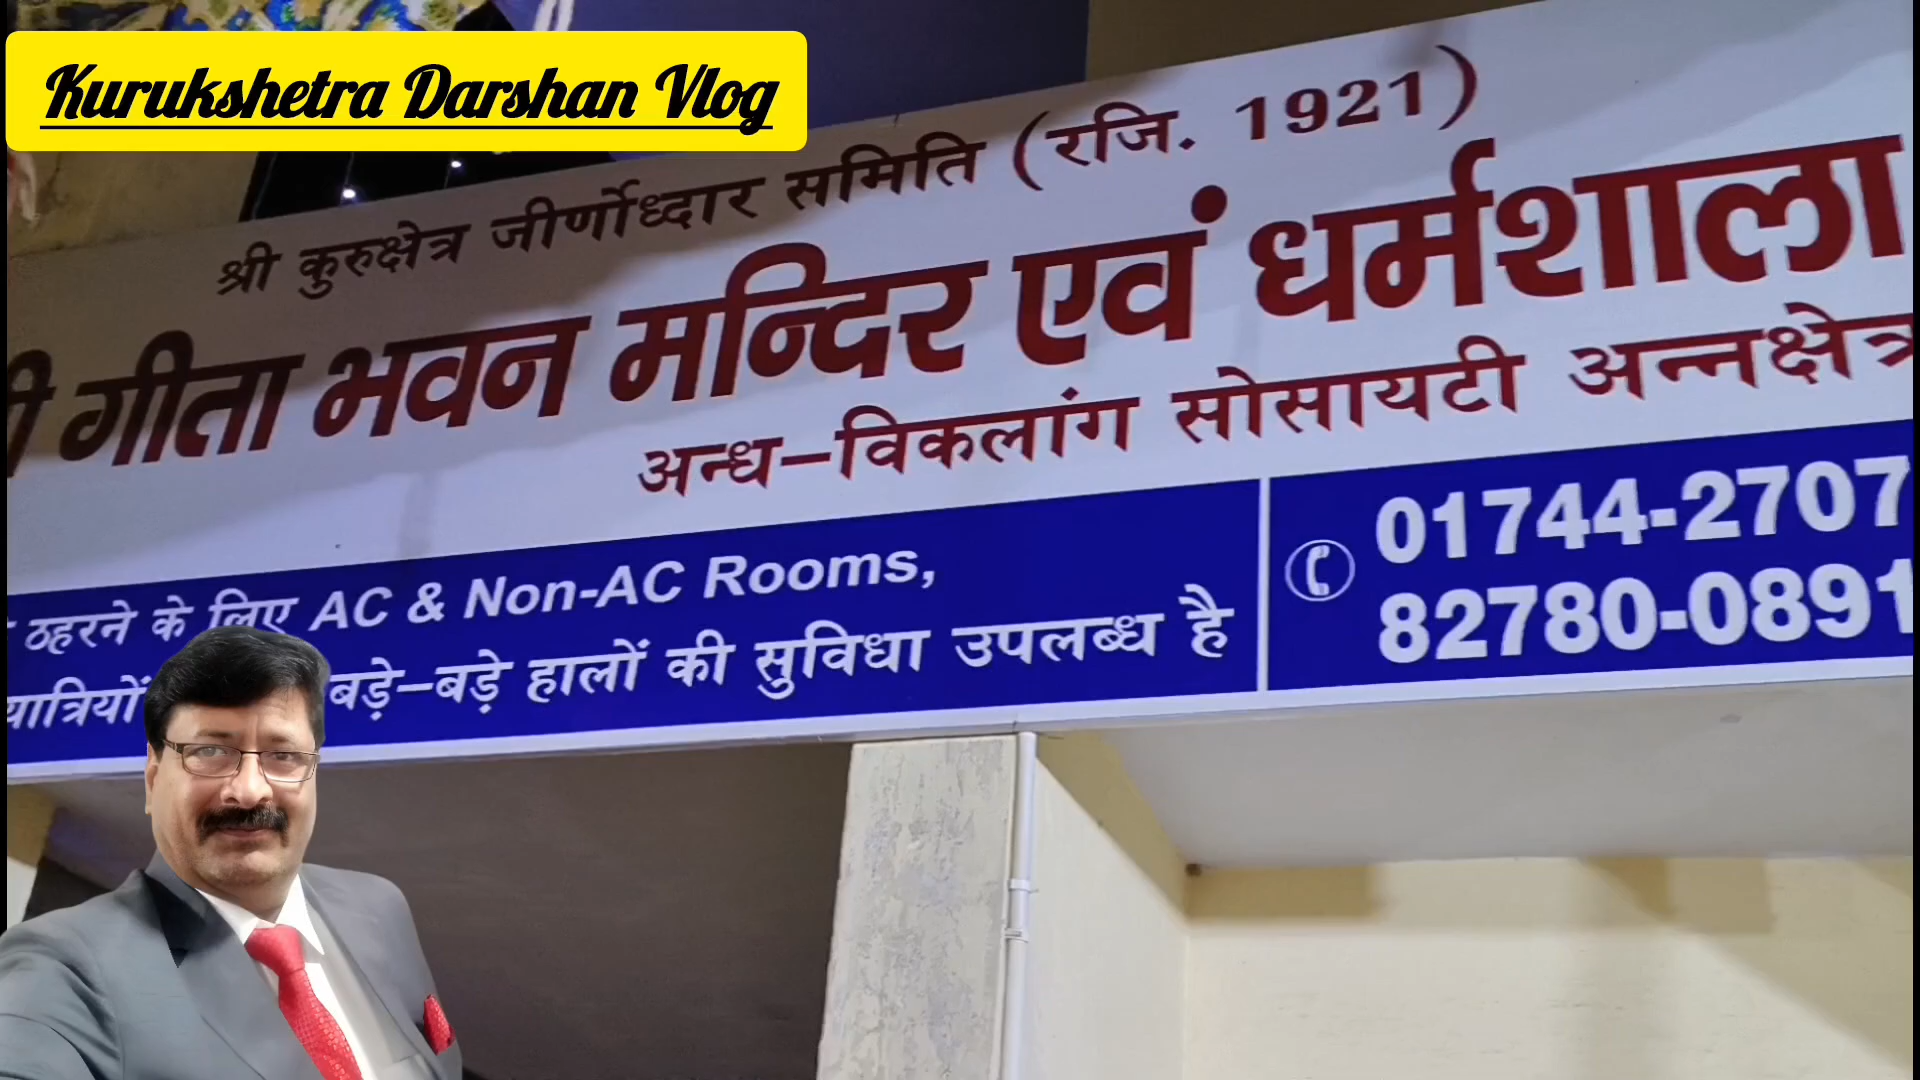 Kurukshetra Darshan Vlog
श्री कुरुक्षेत्र जीर्णोध्दार समिति (रजि. 1921)
गीता भवन मन्दिर एवं धर्मशाला
अन्ध-विकलांग सोसायटी अन्नक्षेत्र
ठहरने के लिए AC & Non-AC Rooms,
यात्रियों बड़े-बड़े हालों की सुविधा उपलब्ध है
01744-2707
82780-0891